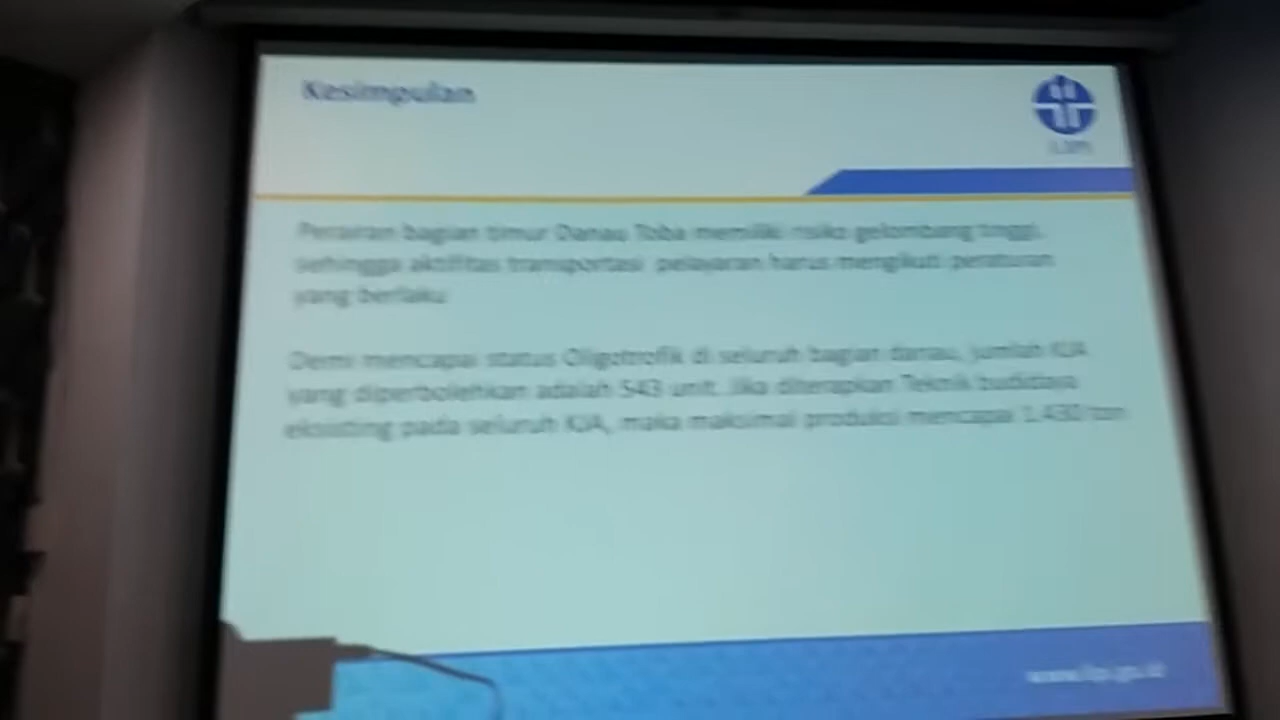 Kesimpulan
LIPI
Perairan bagian timur Danau Toba memiliki risiko gelombang tinggi,
sehingga aktifitas transportasi pelayaran harus mengikuti peraturan
yang berlaku
Demi mencapai status Oligotrofik di seluruh bagian danau, jumlah KJA
yang diperbolehkan adalah 543 unit. Jika diterapkan Teknik budidaya
eksisting pada seluruh KJA, maka maksimal produksi mencapai 1.430 ton
www.lipi.go.id